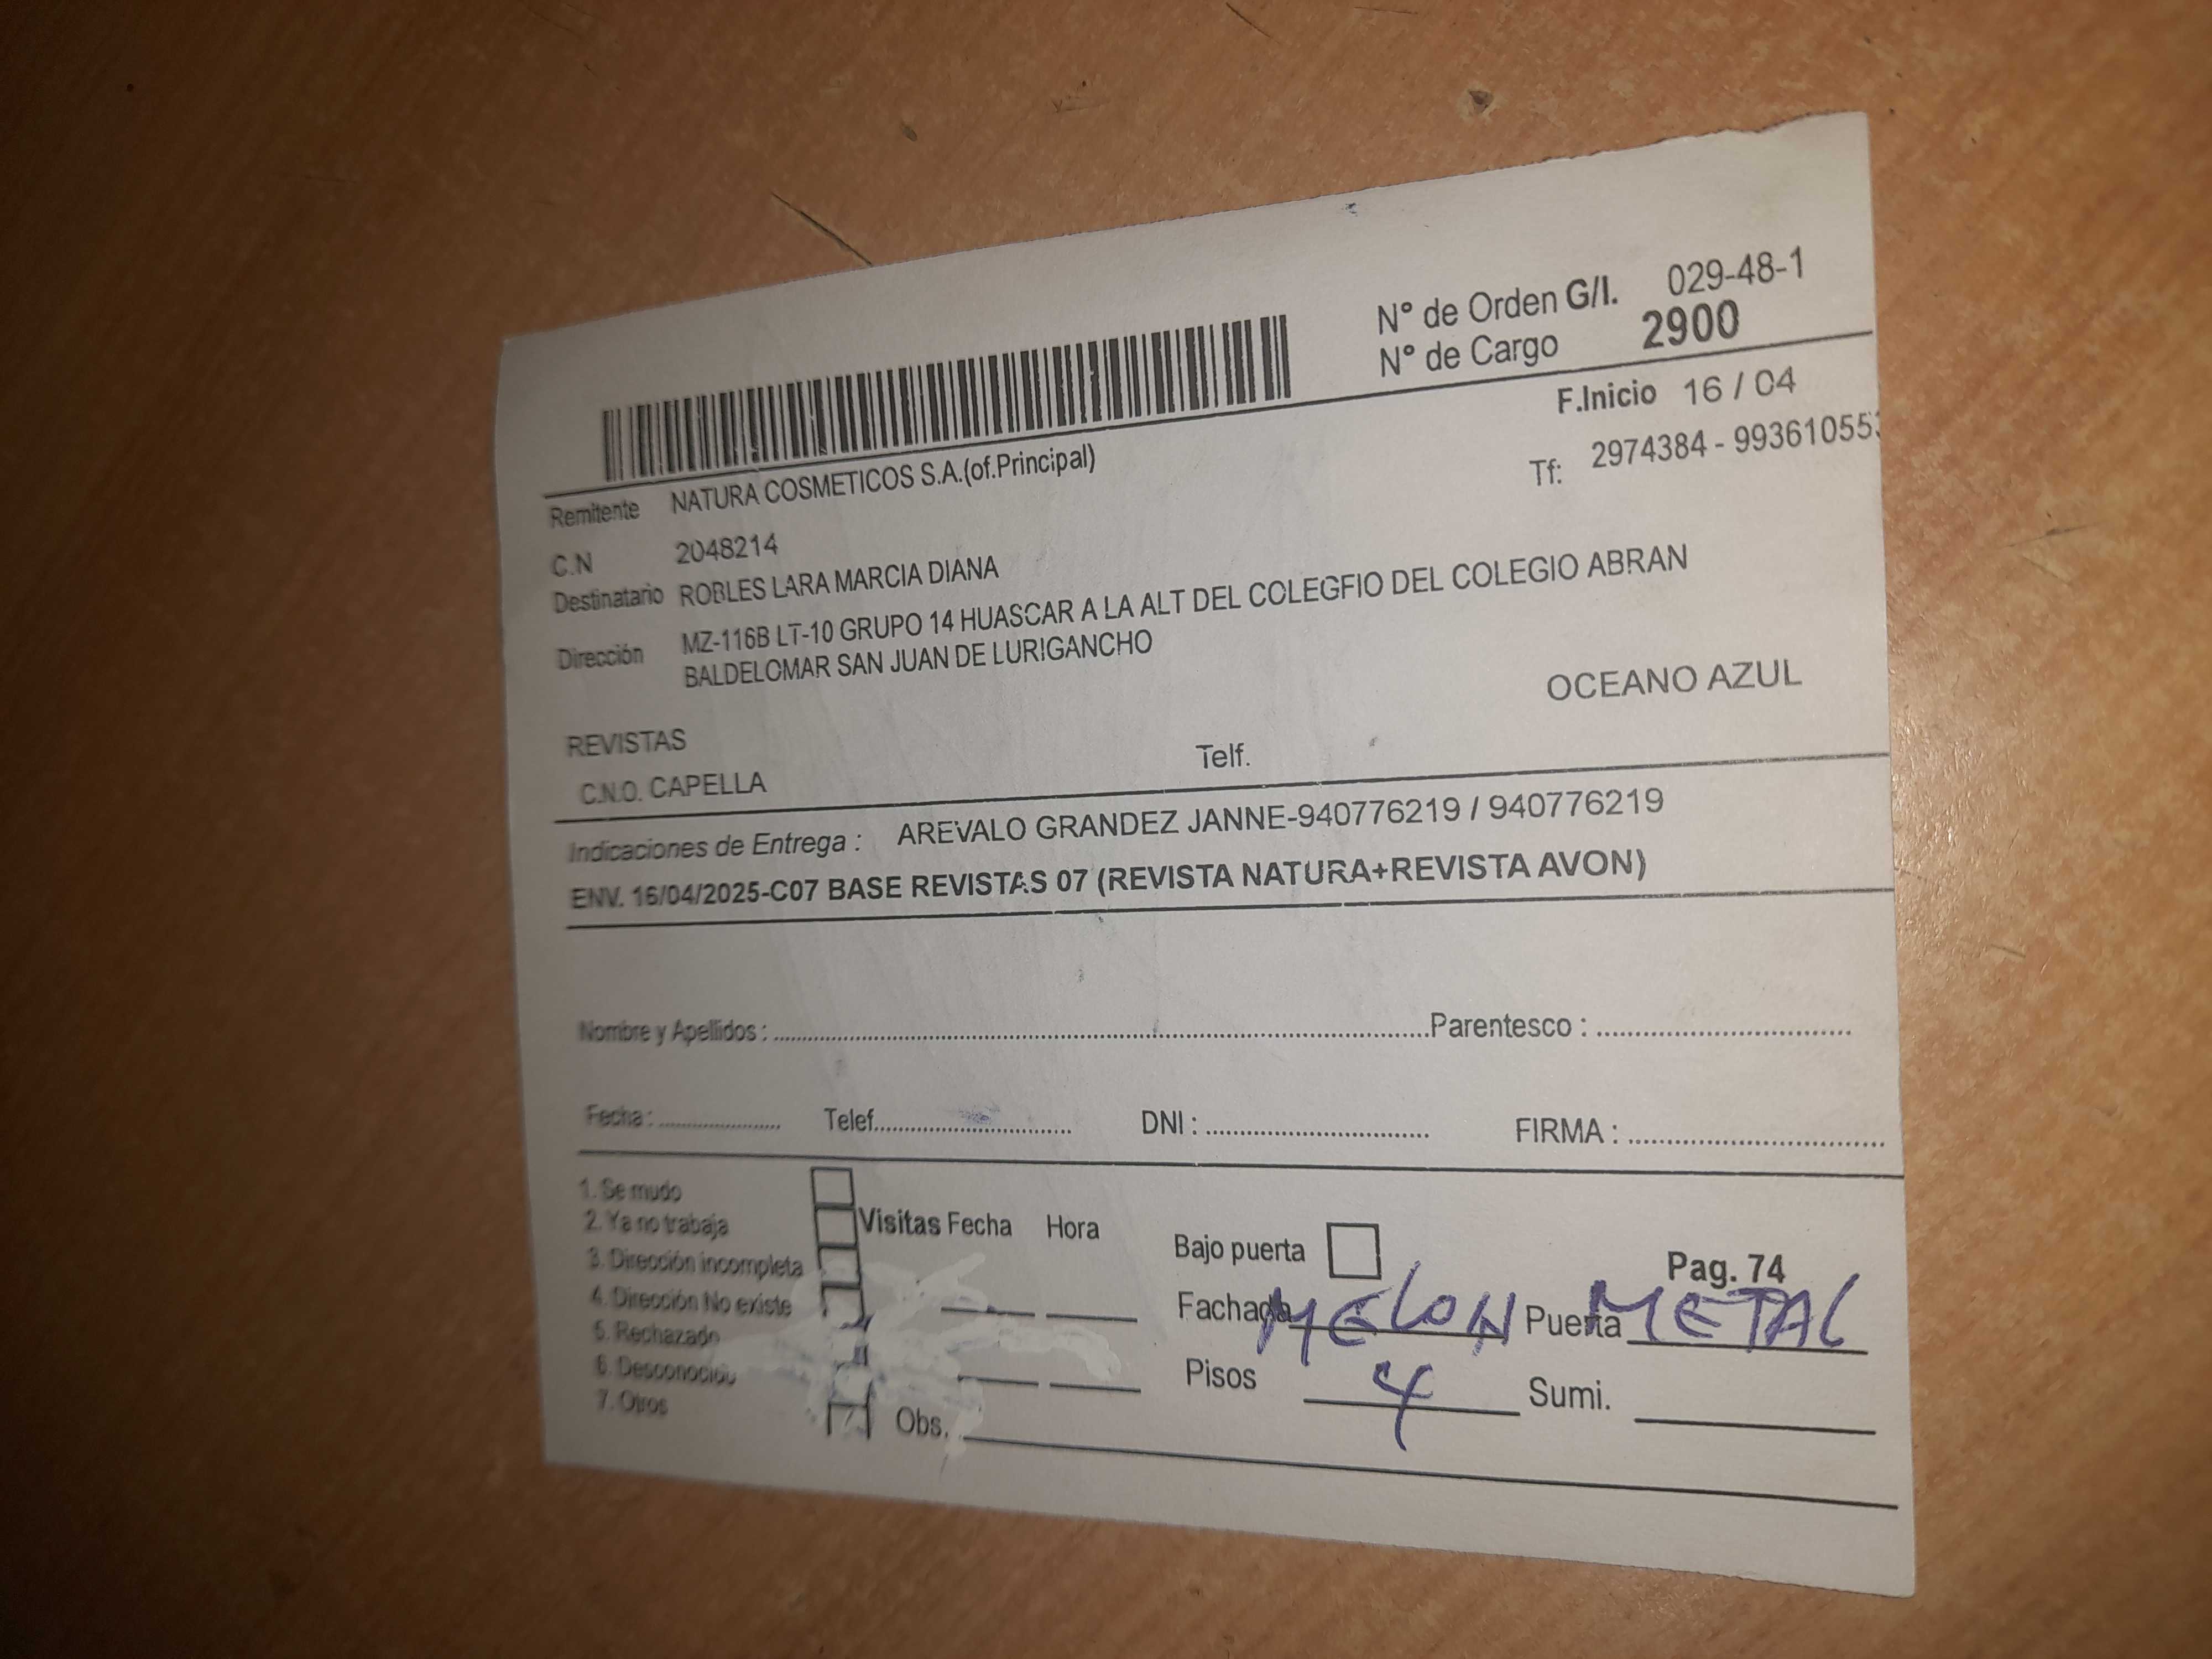 N° de Orden G/I. 029-48-1
N° de Cargo 2900
F.Inicio 16 / 04
Remitente NATURA COSMETICOS S.A.(of.Principal)
Tf: 2974384 - 99361055
C.N 2048214
Destinatario ROBLES LARA MARCIA DIANA
Dirección MZ-116B LT-10 GRUPO 14 HUASCAR A LA ALT DEL COLEGFIO DEL COLEGIO ABRAN
BALDELOMAR SAN JUAN DE LURIGANCHO
OCEANO AZUL
REVISTAS
C.N.O. CAPELLA Telf.
Indicaciones de Entrega : AREVALO GRANDEZ JANNE-940776219 / 940776219
ENV. 16/04/2025-C07 BASE REVISTAS 07 (REVISTA NATURA+REVISTA AVON)
Nombre y Apellidos : Parentesco :
Fecha : Telef. DNI : FIRMA :
1. Se mudo
2. Ya no trabaja
3. Dirección incompleta
4. Dirección No existe
5. Rechazado
6. Desconocido
7. Otros
Visitas Fecha Hora
Obs.
Bajo puerta
Pag. 74
Fachada MELON Puerta METAL
Pisos 4 Sumi.